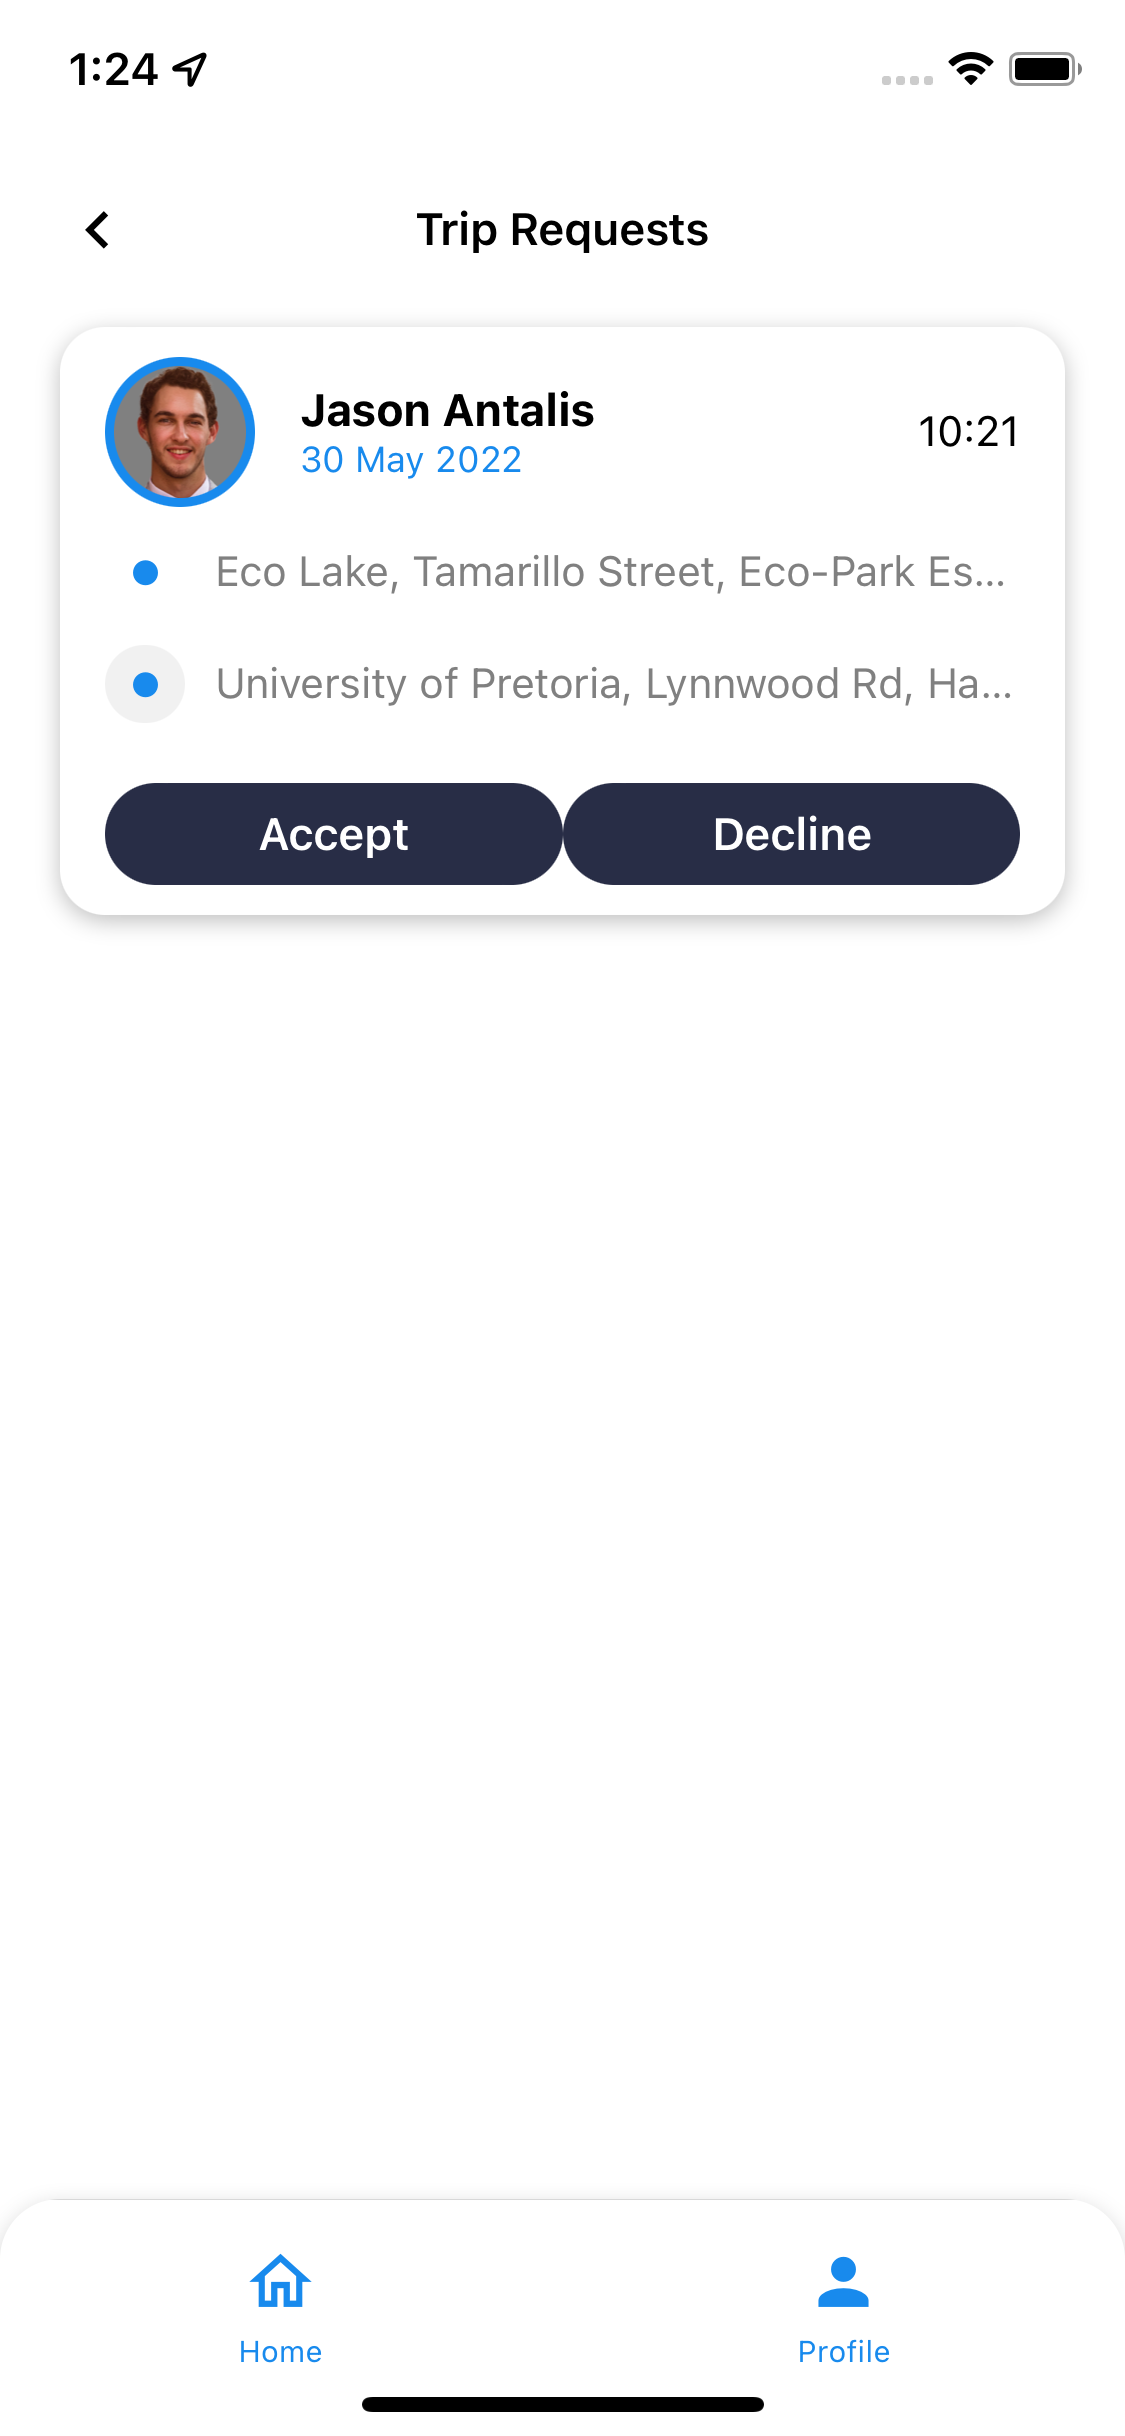 1:24
Trip Requests
Jason Antalis
30 May 2022
10:21
Eco Lake, Tamarillo Street, Eco-Park Es...
University of Pretoria, Lynnwood Rd, Ha...
Accept
Decline
Home
Profile